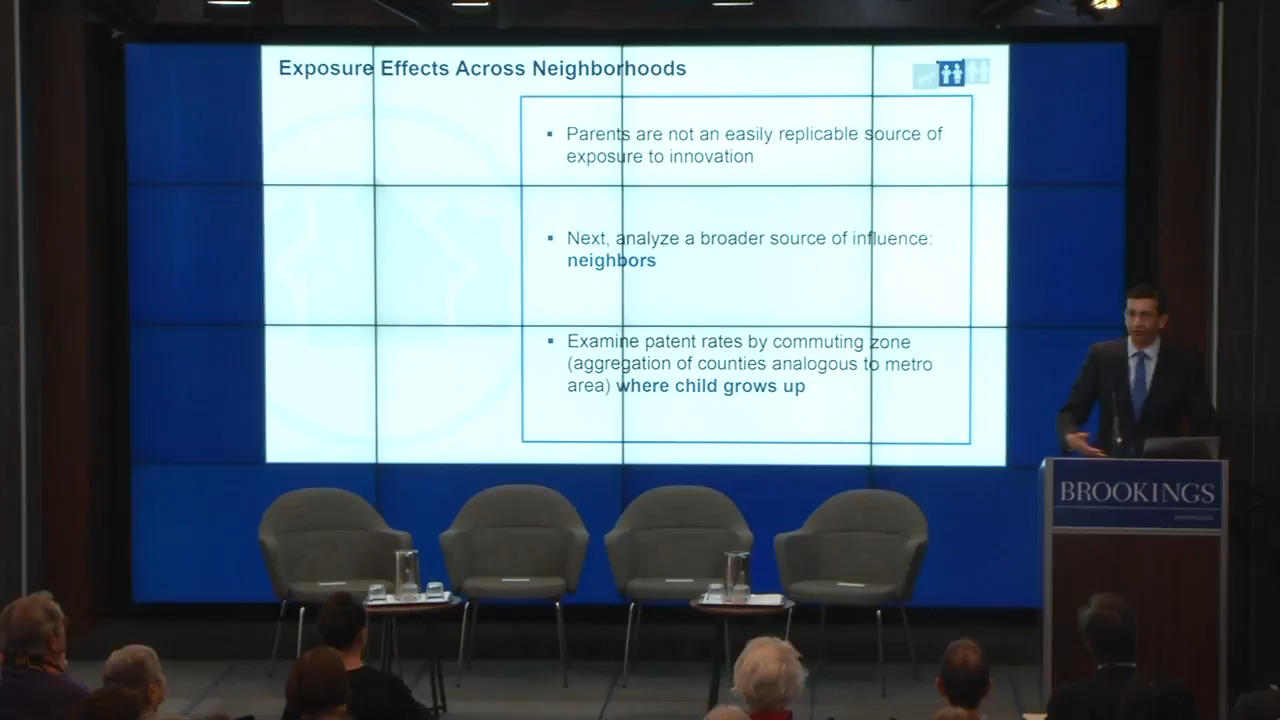 Exposure Effects Across Neighborhoods
▪ Parents are not an easily replicable source of
exposure to innovation
▪ Next, analyze a broader source of influence:
neighbors
▪ Examine patent rates by commuting zone
(aggregation of counties analogous to metro
area) where child grows up
BROOKINGS